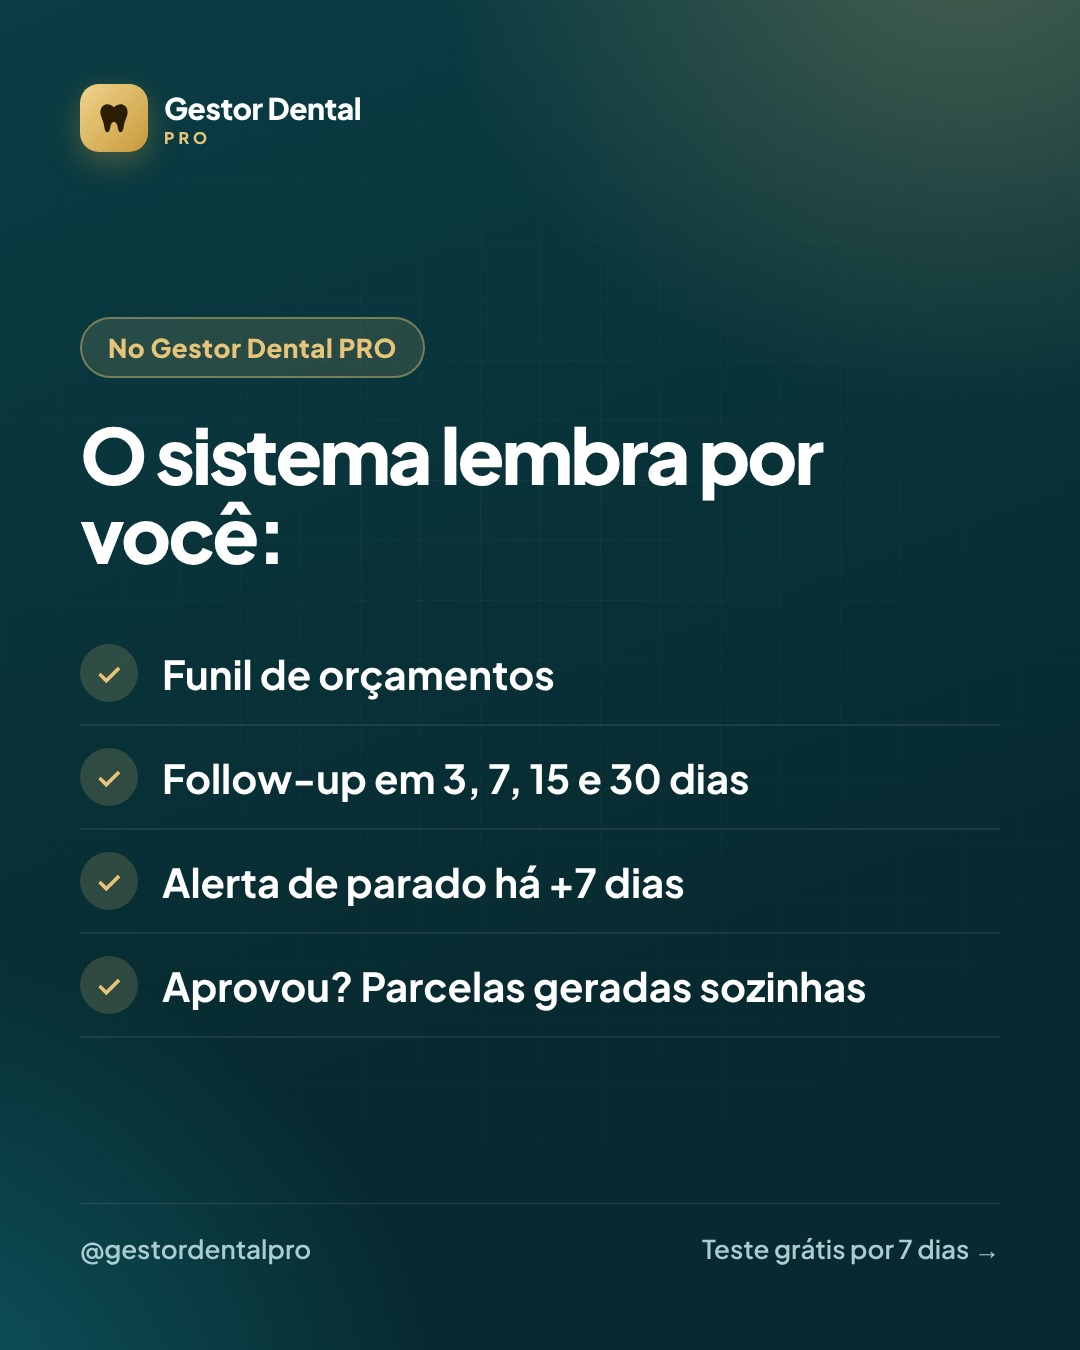 Gestor Dental
PRO
No Gestor Dental PRO
O sistema lembra por
você:
Funil de orçamentos
Follow-up em 3, 7, 15 e 30 dias
Alerta de parado há +7 dias
Aprovou? Parcelas geradas sozinhas
@gestordentalpro
Teste grátis por 7 dias →